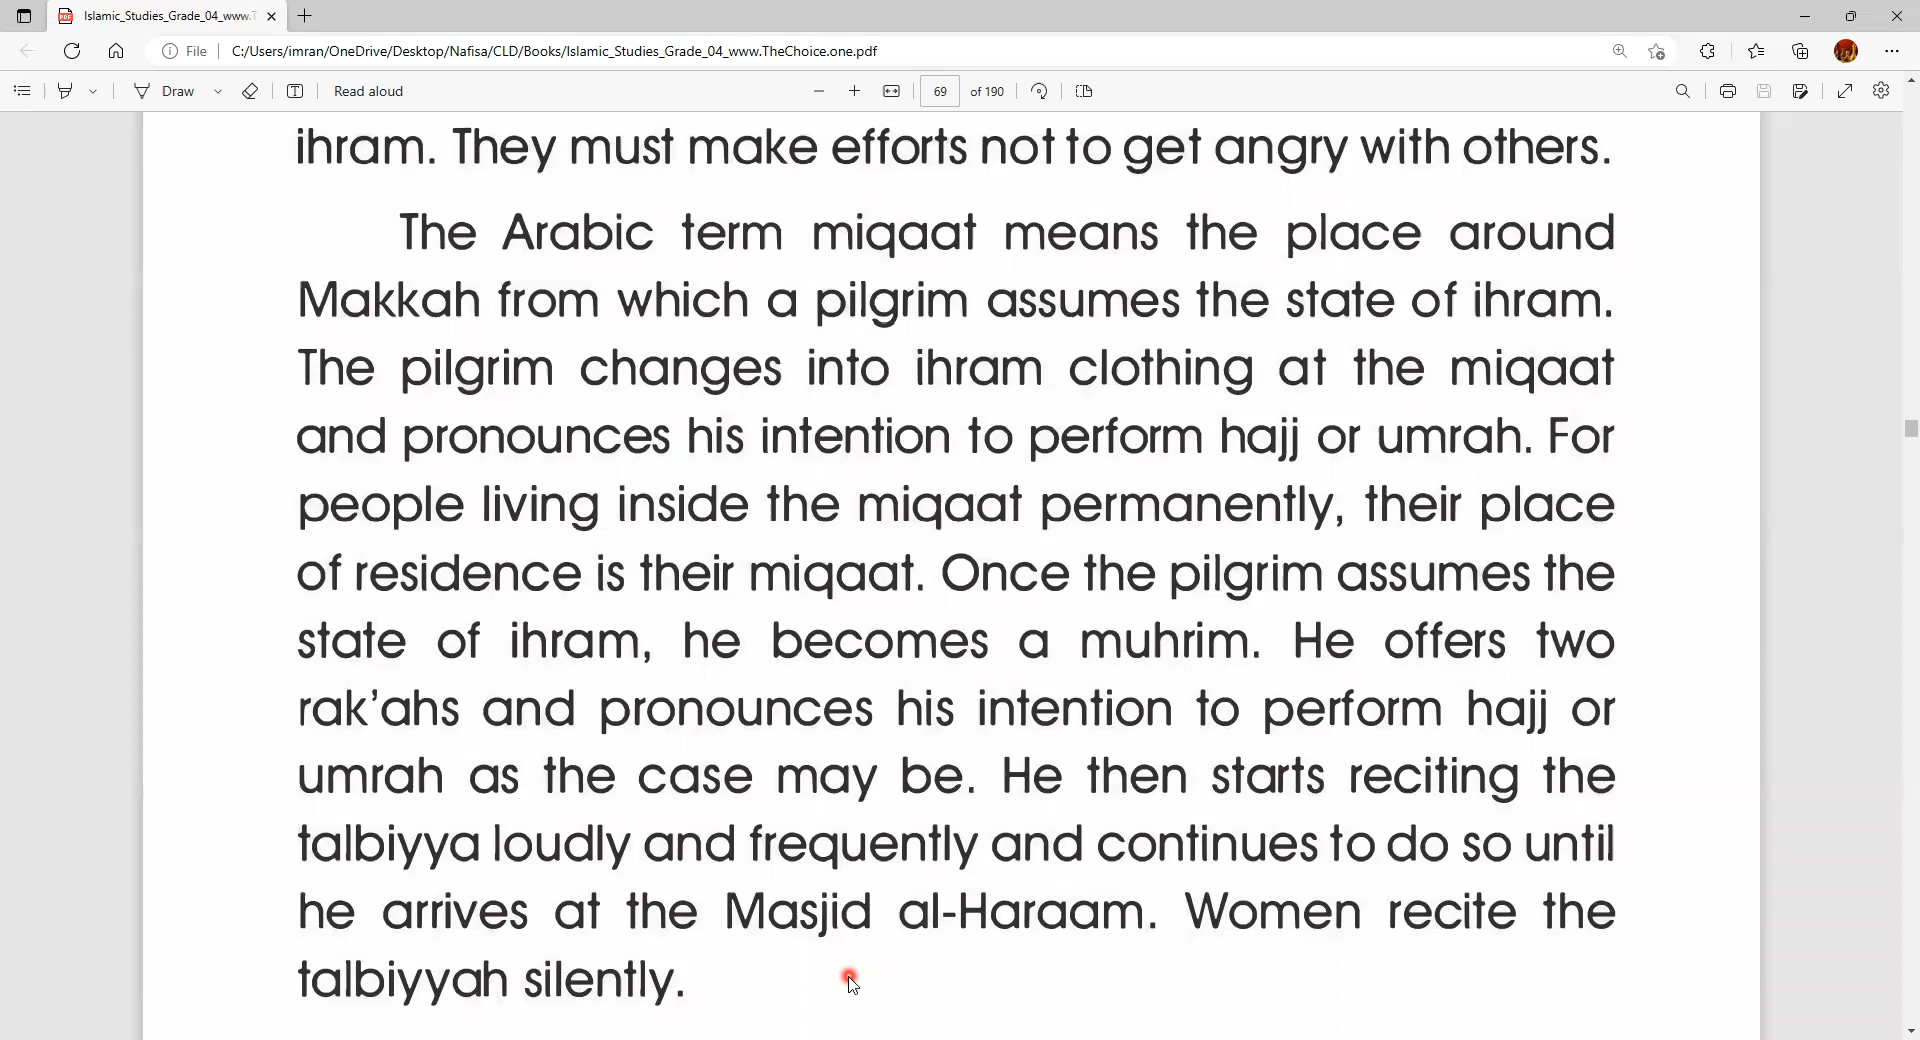 Islamic_Studies_Grade_04_www.T
File
C:/Users/imran/OneDrive/Desktop/Nafisa/CLD/Books/Islamic_Studies_Grade_04_www.TheChoice.one.pdf
Draw
Read aloud
69 of 190
ihram. They must make efforts not to get angry with others.
The Arabic term miqaat means the place around
Makkah from which a pilgrim assumes the state of ihram.
The pilgrim changes into ihram clothing at the miqaat
and pronounces his intention to perform hajj or umrah. For
people living inside the miqaat permanently, their place
of residence is their miqaat. Once the pilgrim assumes the
state of ihram, he becomes a muhrim. He offers two
rak’ahs and pronounces his intention to perform hajj or
umrah as the case may be. He then starts reciting the
talbiyya loudly and frequently and continues to do so until
he arrives at the Masjid al-Haraam. Women recite the
talbiyyah silently.